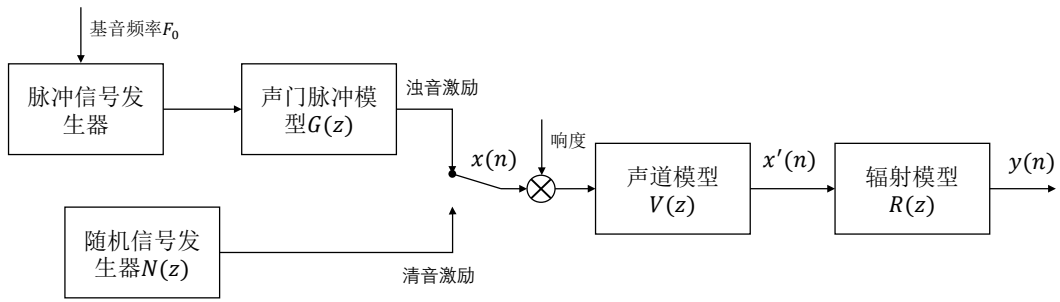 基音频率F₀
脉冲信号发
生器
声门脉冲模
型G(z)
浊音激励
x(n)
响度
声道模型
V(z)
x′(n)
辐射模型
R(z)
y(n)
随机信号发
生器N(z)
清音激励